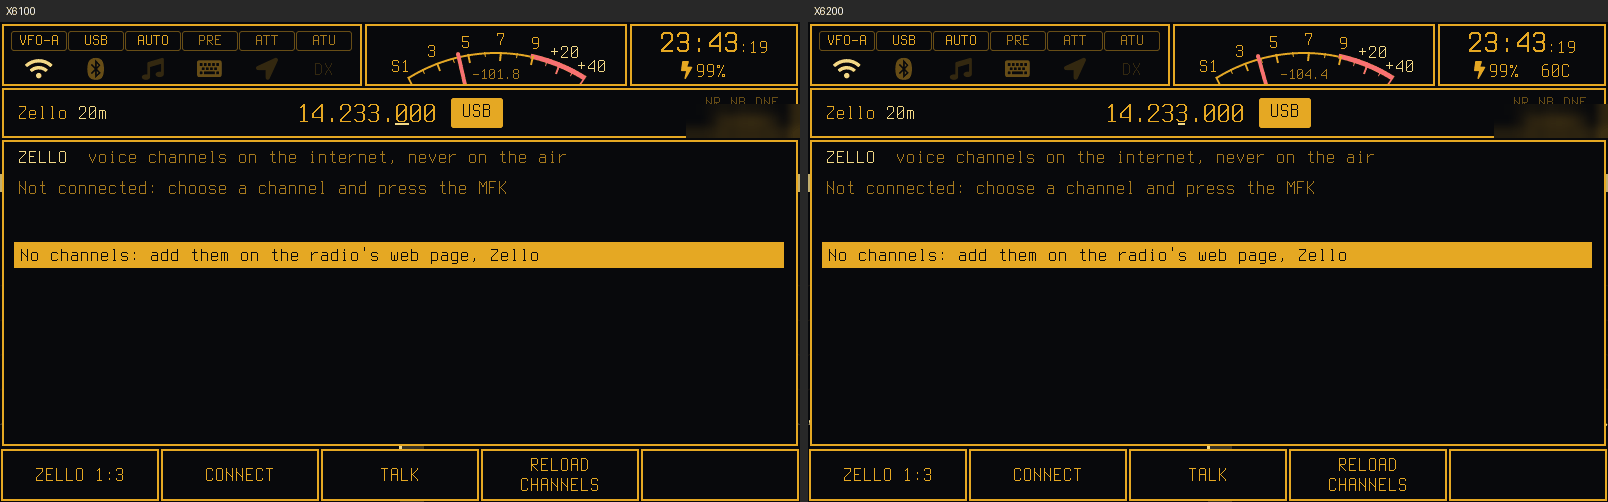 X6100
VFO-A USB AUTO PRE ATT ATU
DX
S1 3 5 7 9 +20 +40
-101.8
23:43:19
99%
Zello 20m 14.233.000 USB
NR NB DNF
ZELLO voice channels on the internet, never on the air
Not connected: choose a channel and press the MFK
No channels: add them on the radio's web page, Zello
ZELLO 1:3
CONNECT
TALK
RELOAD
CHANNELS
X6200
VFO-A USB AUTO PRE ATT ATU
DX
S1 3 5 7 9 +20 +40
-104.4
23:43:19
99% 60C
Zello 20m 14.233.000 USB
NR NB DNF
ZELLO voice channels on the internet, never on the air
Not connected: choose a channel and press the MFK
No channels: add them on the radio's web page, Zello
ZELLO 1:3
CONNECT
TALK
RELOAD
CHANNELS